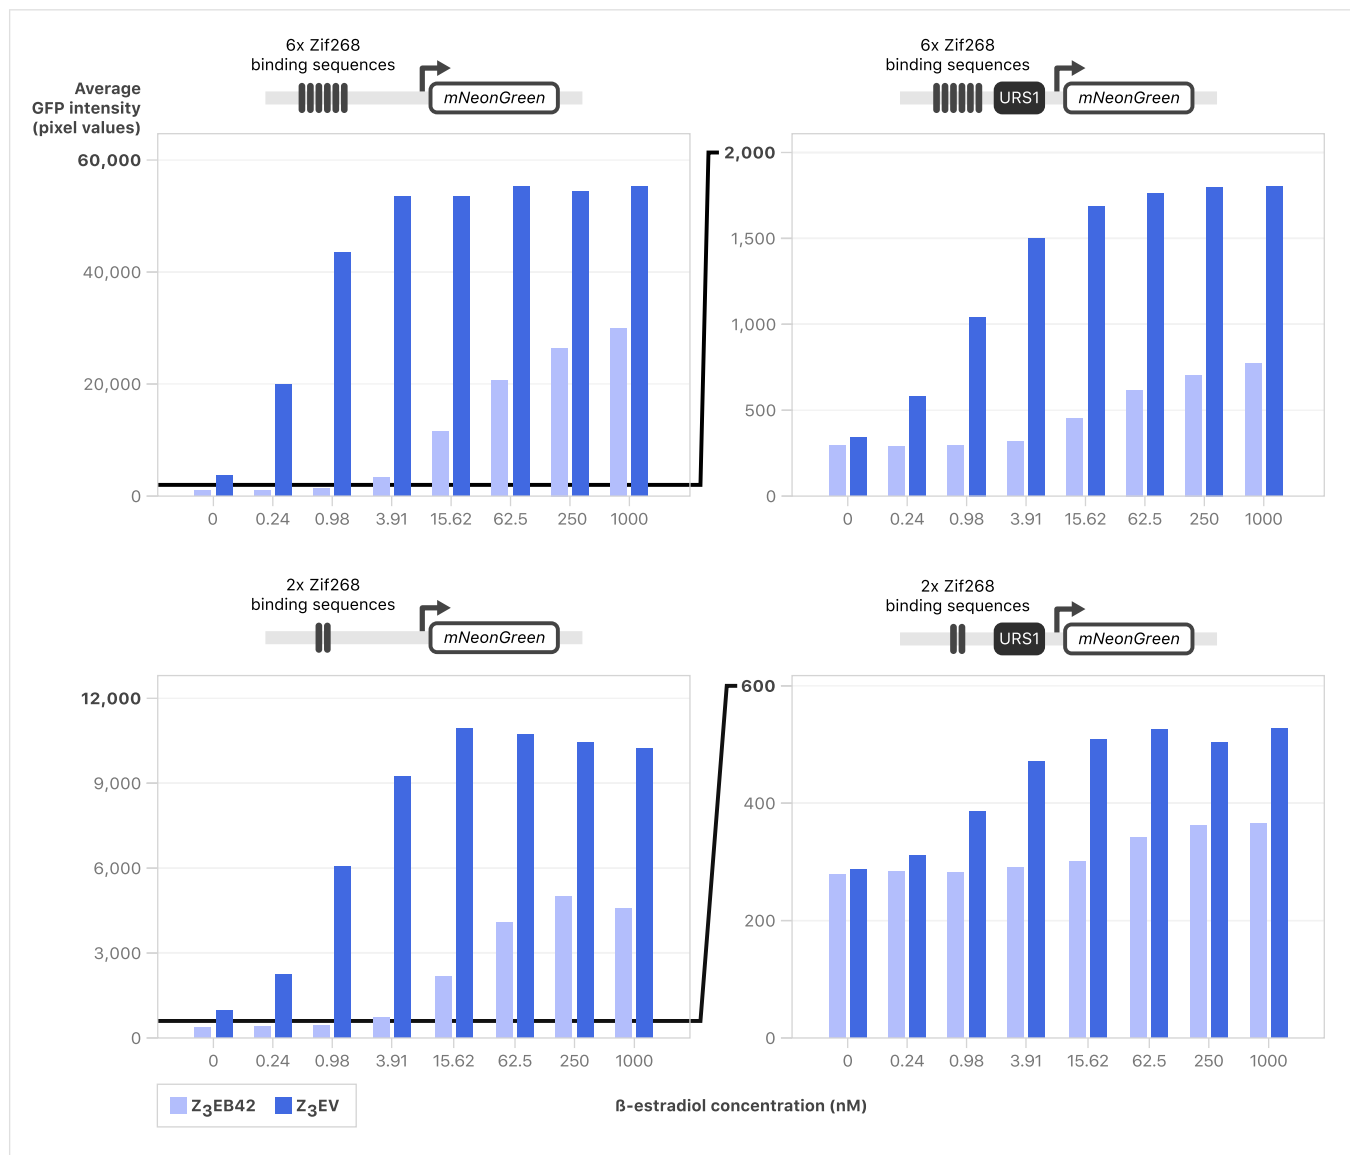 6x Zif268
binding sequences
mNeonGreen
Average
GFP intensity
(pixel values)
60,000
40,000
20,000
0
0 0.24 0.98 3.91 15.62 62.5 250 1000
6x Zif268
binding sequences
URS1
mNeonGreen
2,000
1,500
1,000
500
0
0 0.24 0.98 3.91 15.62 62.5 250 1000
2x Zif268
binding sequences
mNeonGreen
12,000
9,000
6,000
3,000
0
0 0.24 0.98 3.91 15.62 62.5 250 1000
2x Zif268
binding sequences
URS1
mNeonGreen
600
400
200
0
0 0.24 0.98 3.91 15.62 62.5 250 1000
Z3EB42 Z3EV
ß-estradiol concentration (nM)